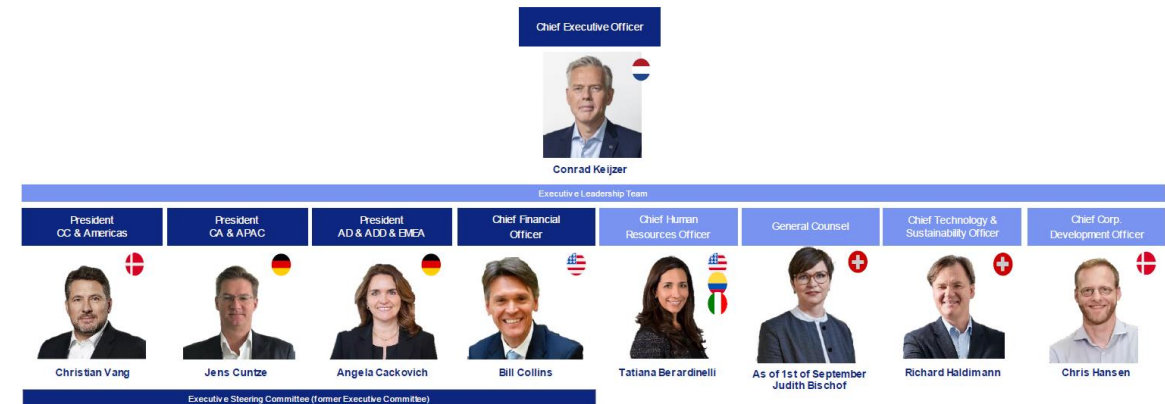 Chief Executive Officer
Conrad Keijzer
Executive Leadership Team
President
CC & Americas
President
CA & APAC
President
AD & ADD & EMEA
Chief Financial
Officer
Chief Human
Resources Officer
General Counsel
Chief Technology &
Sustainability Officer
Chief Corp.
Development Officer
Christian Vang
Jens Cuntze
Angela Cackovich
Bill Collins
Tatiana Berardinelli
As of 1st of September
Judith Bischof
Richard Haldimann
Chris Hansen
Executive Steering Committee (former Executive Committee)